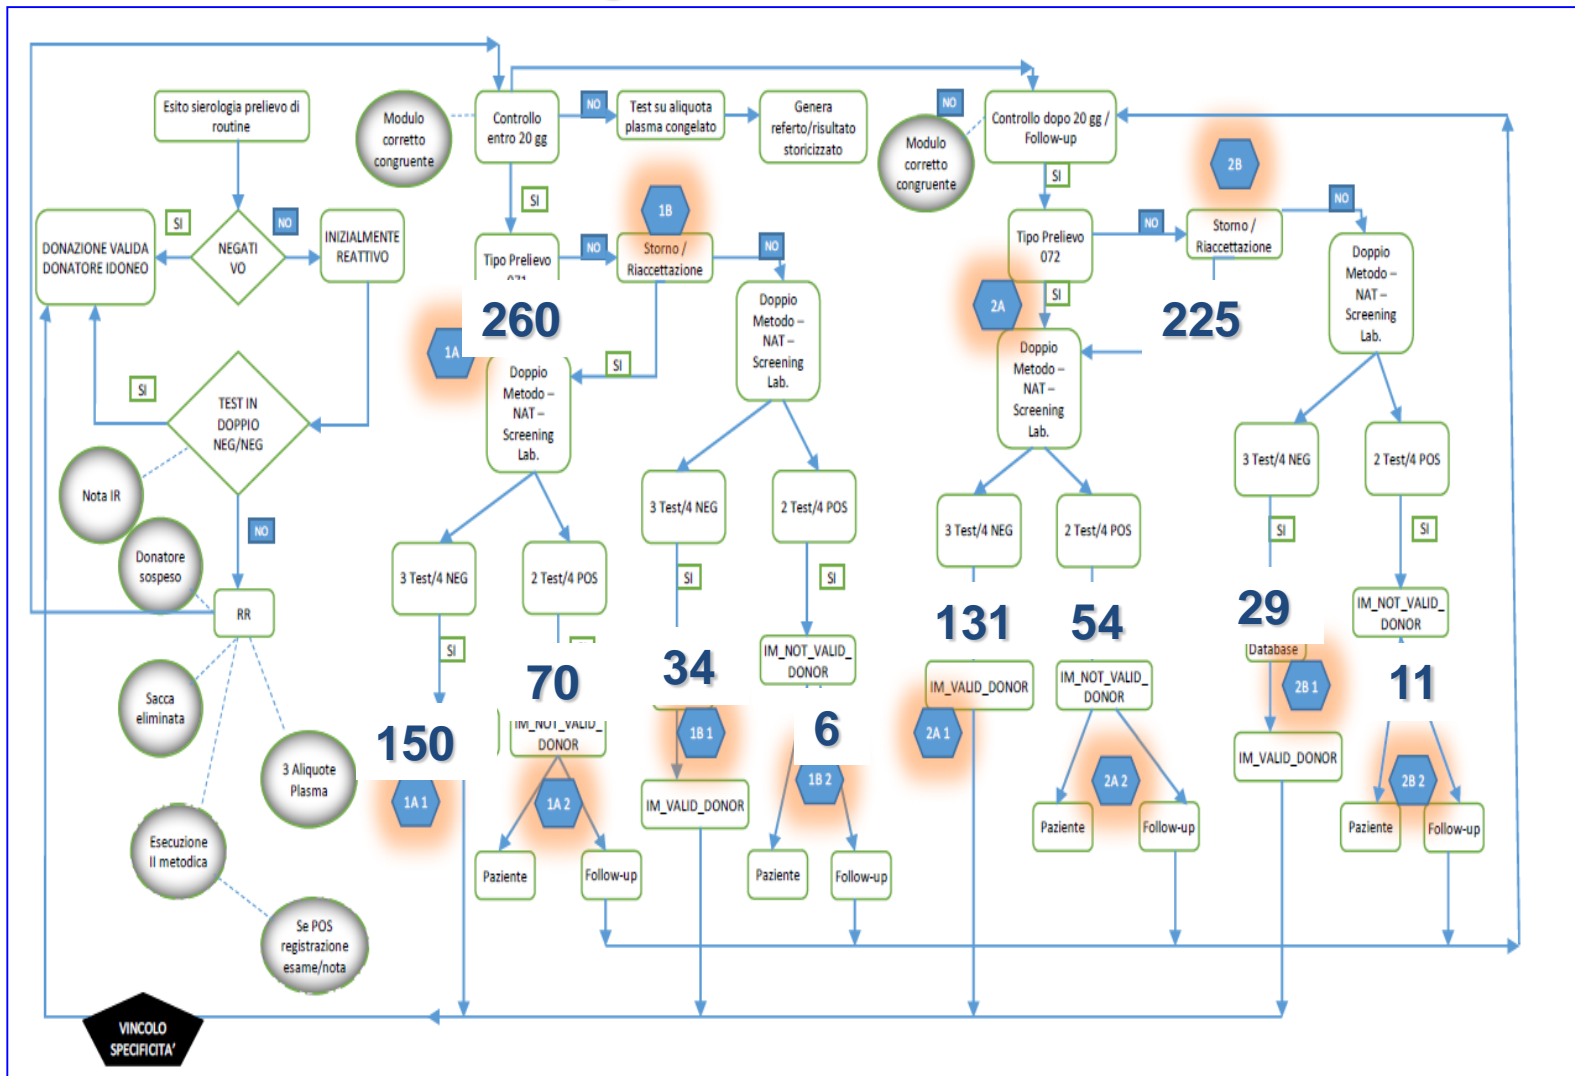 Esito sierologia prelievo di
routine
NEGATI
VO
SI
NO
DONAZIONE VALIDA
DONATORE IDONEO
INIZIALMENTE
REATTIVO
TEST IN
DOPPIO
NEG/NEG
SI
NO
Nota IR
Donatore
sospeso
RR
Sacca
eliminata
3 Aliquote
Plasma
Esecuzione
II metodica
Se POS
registrazione
esame/nota
VINCOLO
SPECIFICITA'
Modulo
corretto
congruente
Controllo
entro 20 gg
NO
Test su aliquota
plasma congelato
Genera
referto/risultato
storicizzato
SI
Tipo Prelievo
NO
1B
Storno /
Riaccettazione
NO
260
1A
SI
Doppio
Metodo –
NAT –
Screening
Lab.
Doppio
Metodo –
NAT –
Screening
Lab.
3 Test/4 NEG
2 Test/4 POS
SI
150
1A 1
70
IM_NOT_VALID_
DONOR
1A 2
Paziente
Follow-up
3 Test/4 NEG
2 Test/4 POS
SI
SI
34
1B 1
IM_VALID_DONOR
IM_NOT_VALID_
DONOR
6
1B 2
Paziente
Follow-up
NO
Modulo
corretto
congruente
Controllo dopo 20 gg /
Follow-up
SI
Tipo Prelievo
072
NO
2B
Storno /
Riaccettazione
NO
2A
SI
225
Doppio
Metodo –
NAT –
Screening
Lab.
Doppio
Metodo –
NAT –
Screening
Lab.
3 Test/4 NEG
2 Test/4 POS
131
54
IM_VALID_DONOR
2A 1
IM_NOT_VALID_
DONOR
2A 2
Paziente
Follow-up
3 Test/4 NEG
2 Test/4 POS
SI
SI
29
Database
2B 1
IM_VALID_DONOR
IM_NOT_VALID_
DONOR
11
2B 2
Paziente
Follow-up